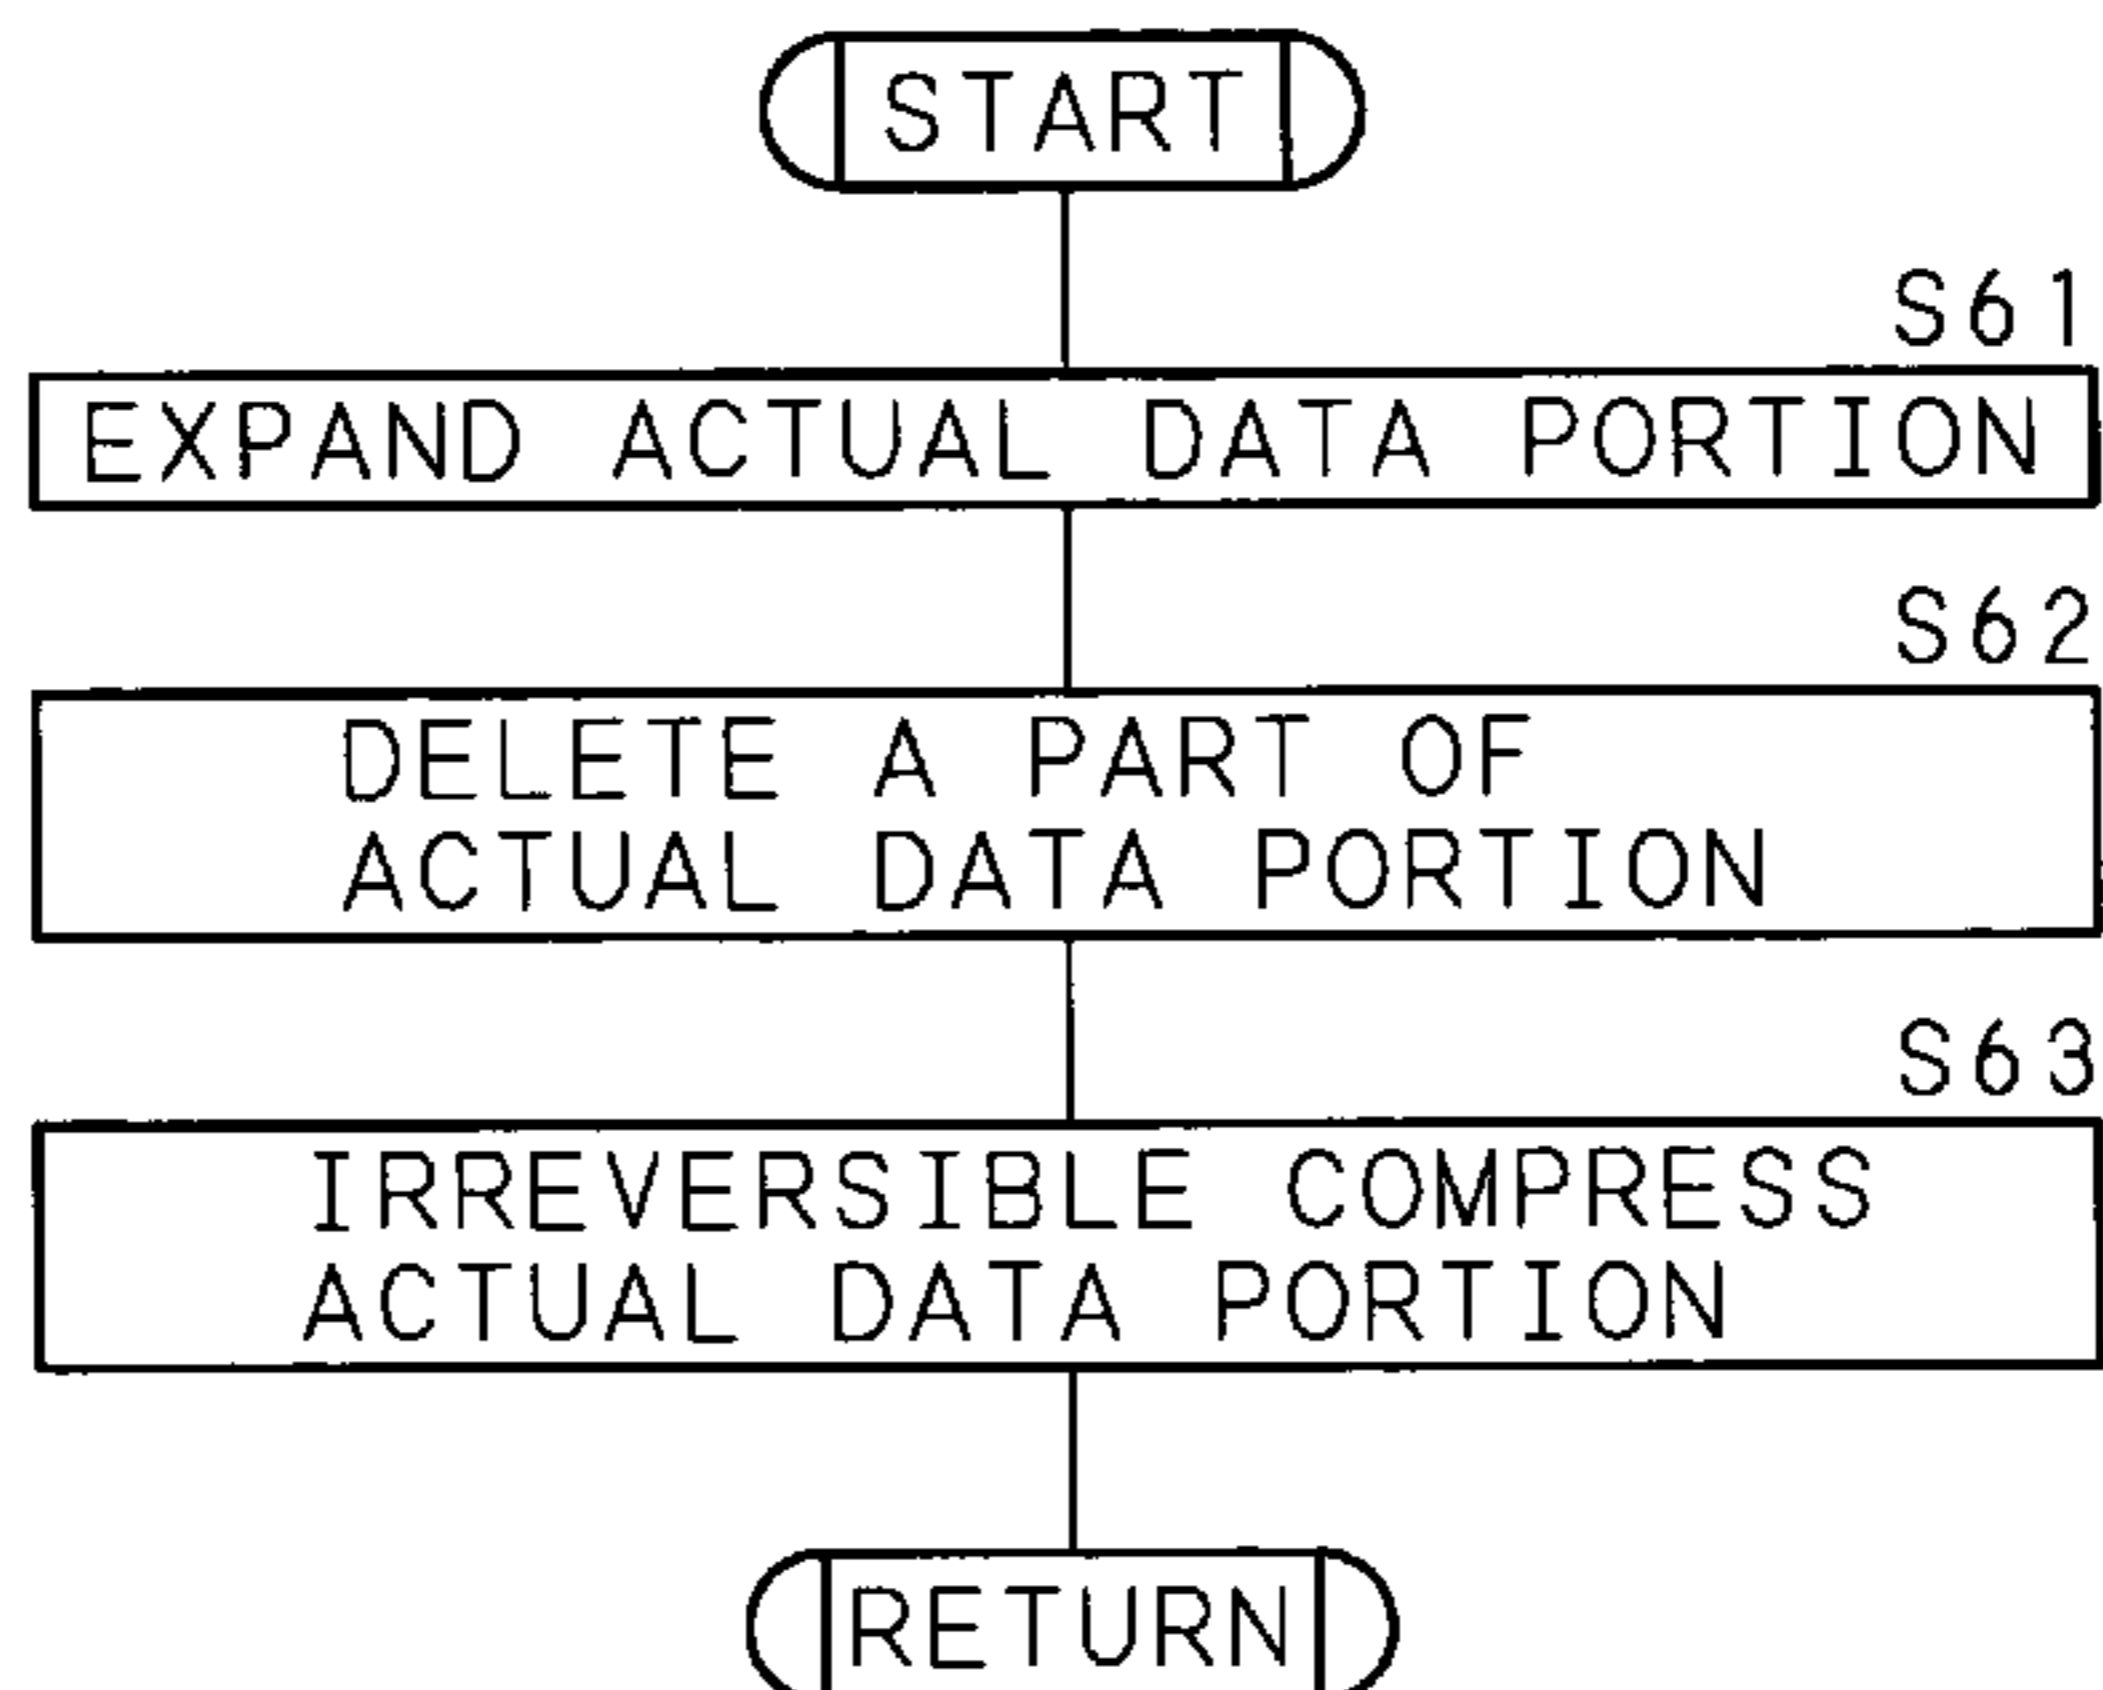 START
S61
EXPAND ACTUAL DATA PORTION
S62
DELETE A PART OF
ACTUAL DATA PORTION
S63
IRREVERSIBLE COMPRESS
ACTUAL DATA PORTION
RETURN